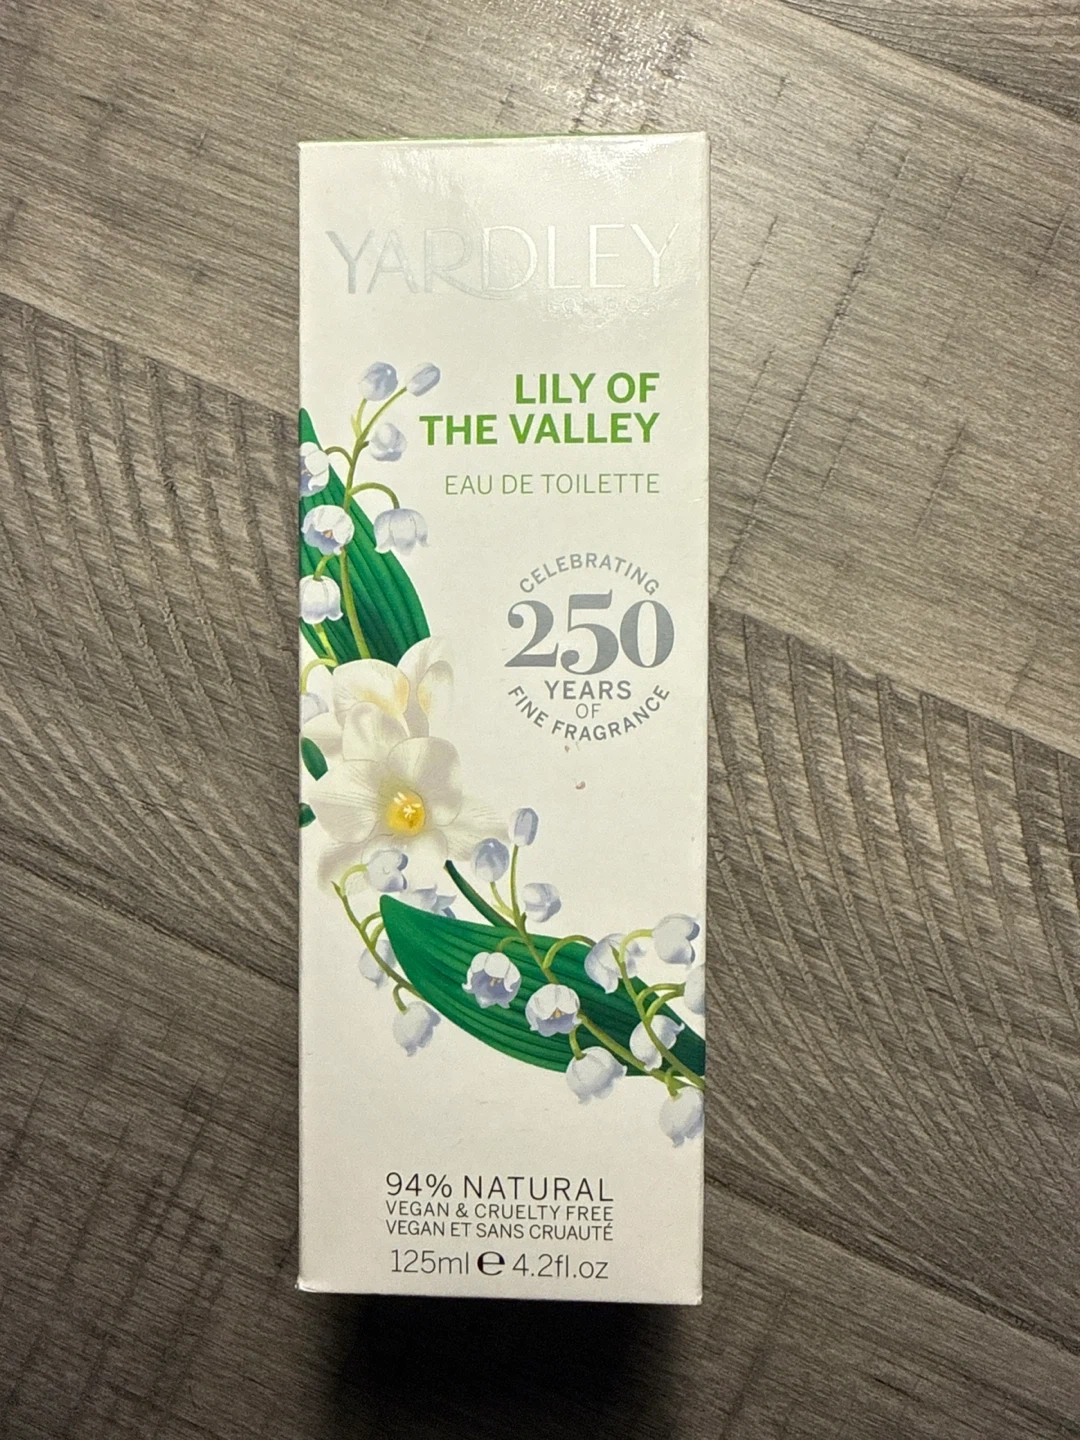 YARDLEY
LONDON
LILY OF
THE VALLEY
EAU DE TOILETTE
CELEBRATING
250
YEARS
OF
FINE FRAGRANCE
94% NATURAL
VEGAN & CRUELTY FREE
VEGAN ET SANS CRUAUTÉ
125ml ℮ 4.2fl.oz